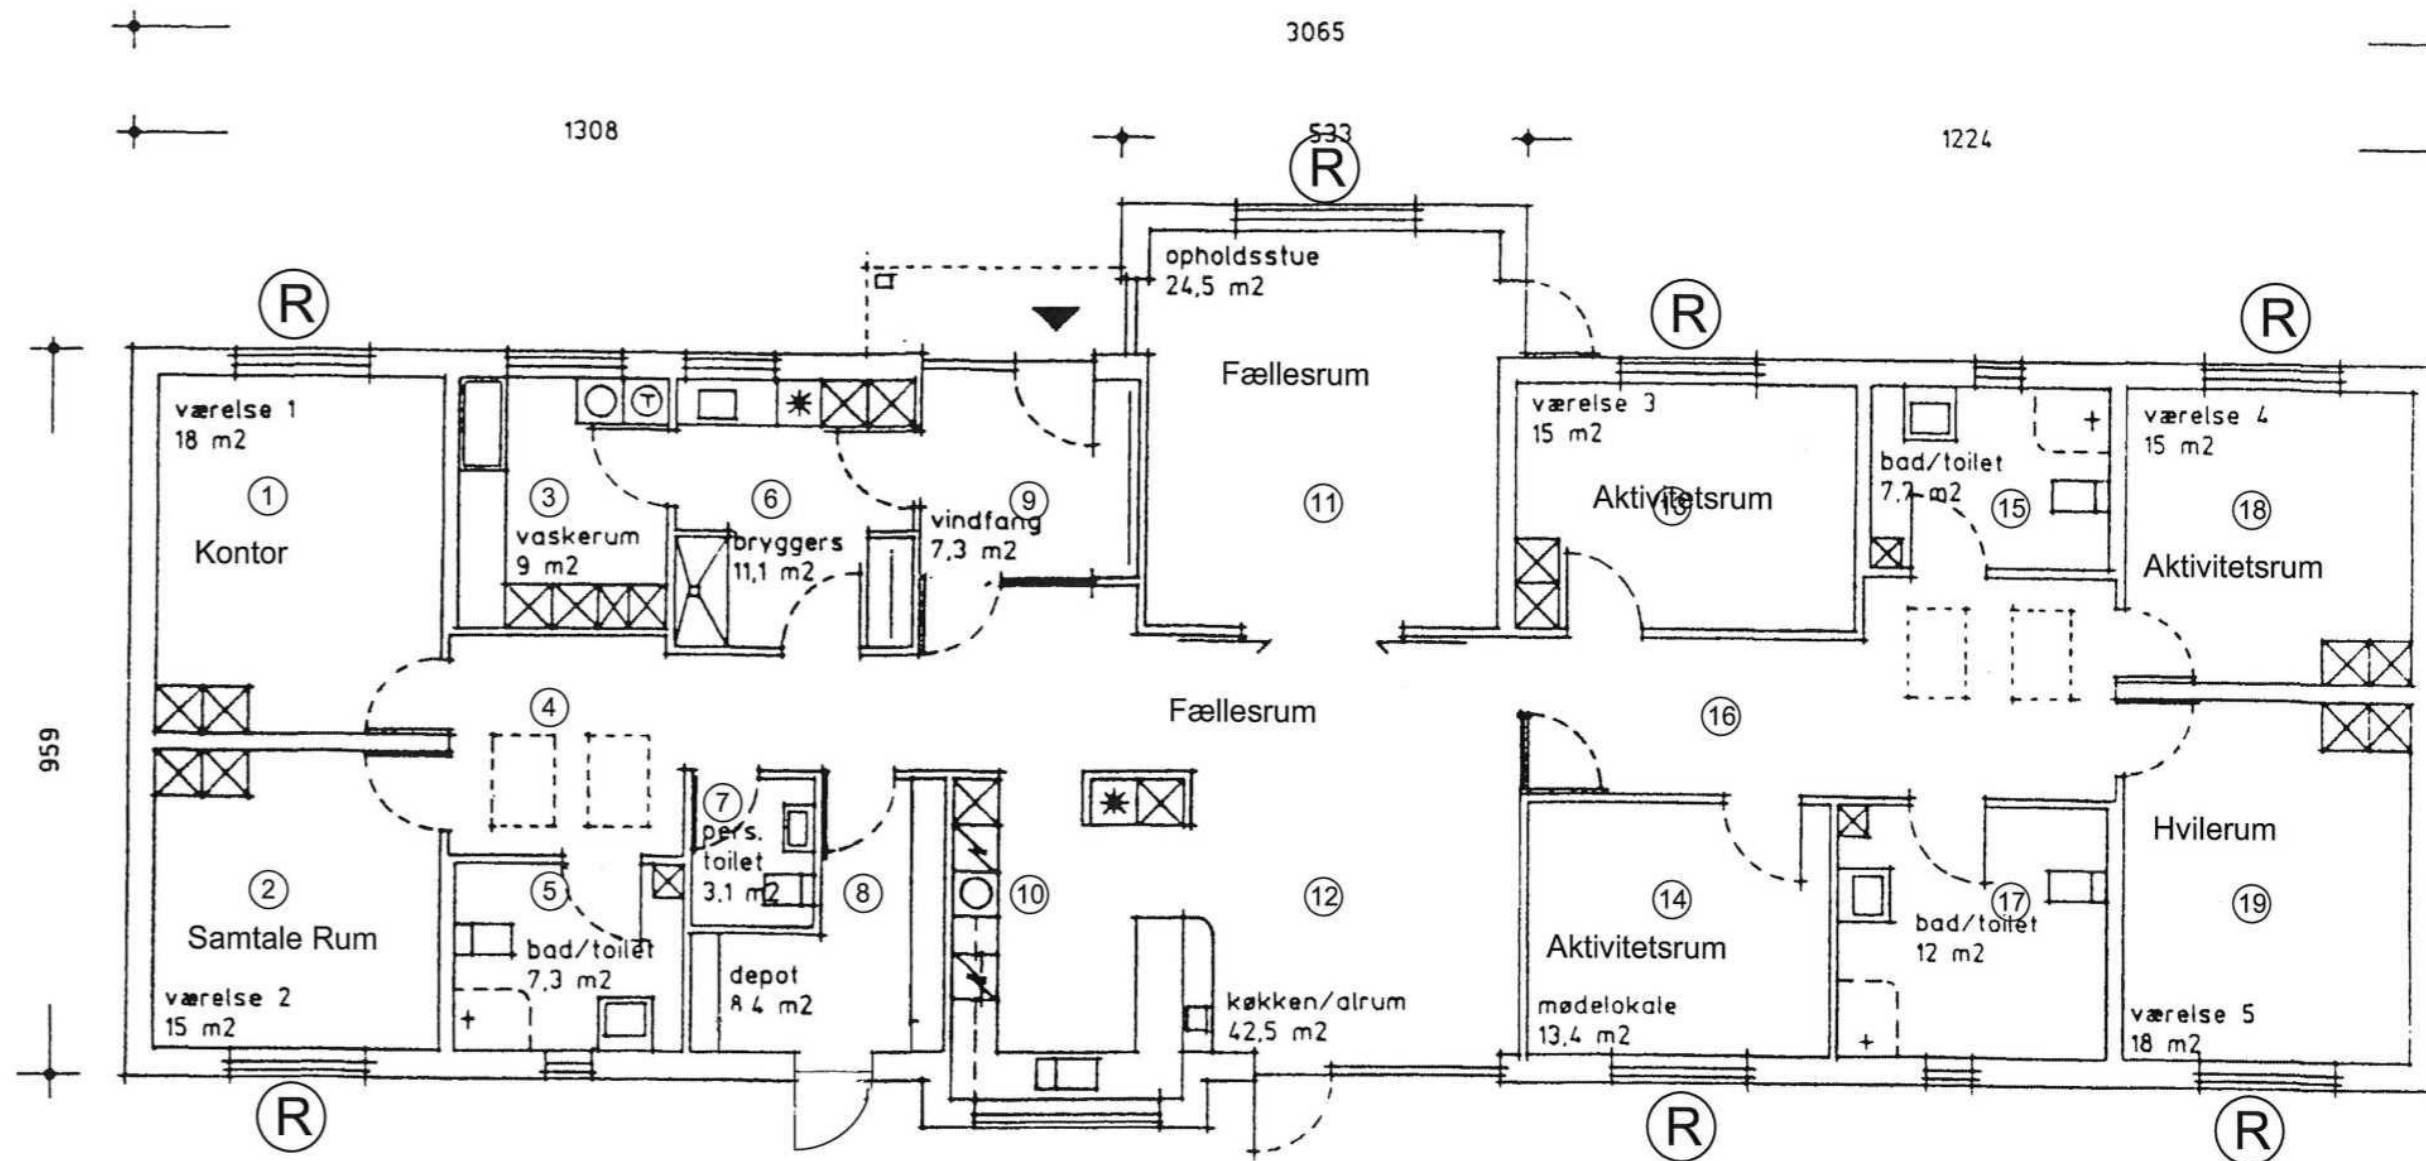 3065
1308
533
1224
R
opholdsstue
24,5 m2
Fællesrum
11
R
R
R
værelse 1
18 m2
1
Kontor
3
vaskerum
9 m2
T
6
bryggers
11,1 m2
9
vindfang
7,3 m2
værelse 3
15 m2
Aktivitetsrum
13
bad/toilet
7,7 m2
15
værelse 4
15 m2
18
Aktivitetsrum
959
4
Fællesrum
16
2
Samtale Rum
værelse 2
15 m2
5
bad/toilet
7,3 m2
7
pers.
toilet
3,1 m2
8
depot
8 4 m2
10
12
køkken/alrum
42,5 m2
14
Aktivitetsrum
mødelokale
13,4 m2
17
bad/toilet
12 m2
Hvilerum
19
værelse 5
18 m2
R
R
R